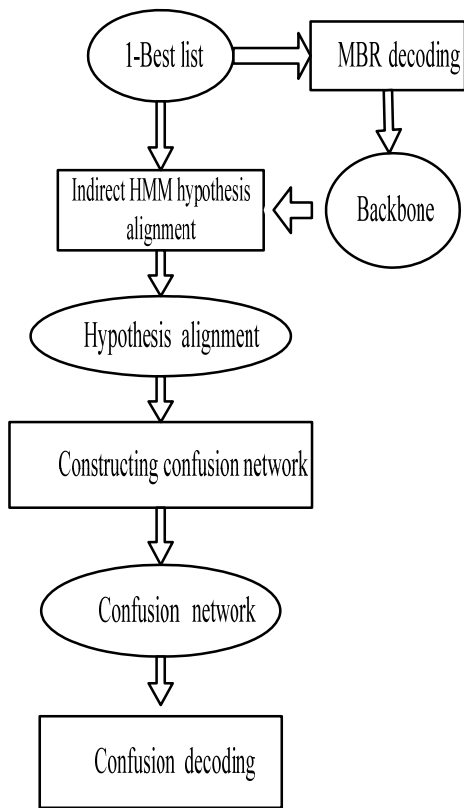 1-Best list
MBR decoding
Indirect HMM hypothesis
alignment
Backbone
Hypothesis alignment
Constructing confusion network
Confusion network
Confusion decoding